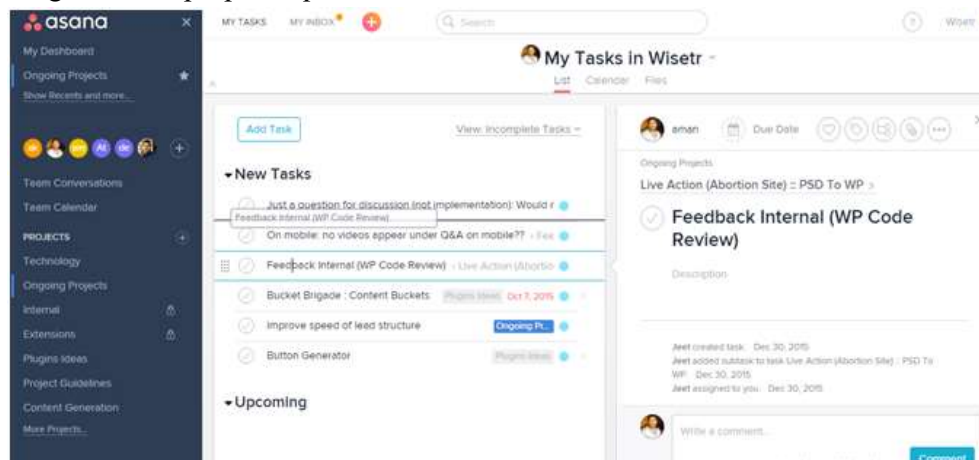 asana
×
My Dashboard
Ongoing Projects
Show Recents and more...
Team Conversations
Team Calendar
PROJECTS
Technology
Ongoing Projects
Internal
Extensions
Plugins Ideas
Project Guidelines
Content Generation
More Projects...
MY TASKS MY INBOX
Search
?
My Tasks in Wisetr
List Calendar Files
Add Task View: Incomplete Tasks
New Tasks
Just a question for discussion (not implementation): Would r
Feedback Internal (WP Code Review)
On mobile: no videos appear under Q&A on mobile?? ‹ Fee
Feedback Internal (WP Code Review) ‹ Live Action (Abortio
Bucket Brigade : Content Buckets Plugins Ideas Oct 7, 2015
Improve speed of lead structure Ongoing Pr...
Button Generator Plugins Ideas
Upcoming
aman Due Date
Ongoing Projects
Live Action (Abortion Site) :: PSD To WP >
Feedback Internal (WP Code
Review)
Description
Jeet created task. Dec 30, 2015
Jeet added subtask to task Live Action (Abortion Site) :: PSD To
WP. Dec 30, 2015
Jeet assigned to you. Dec 30, 2015
Write a comment...
Comment